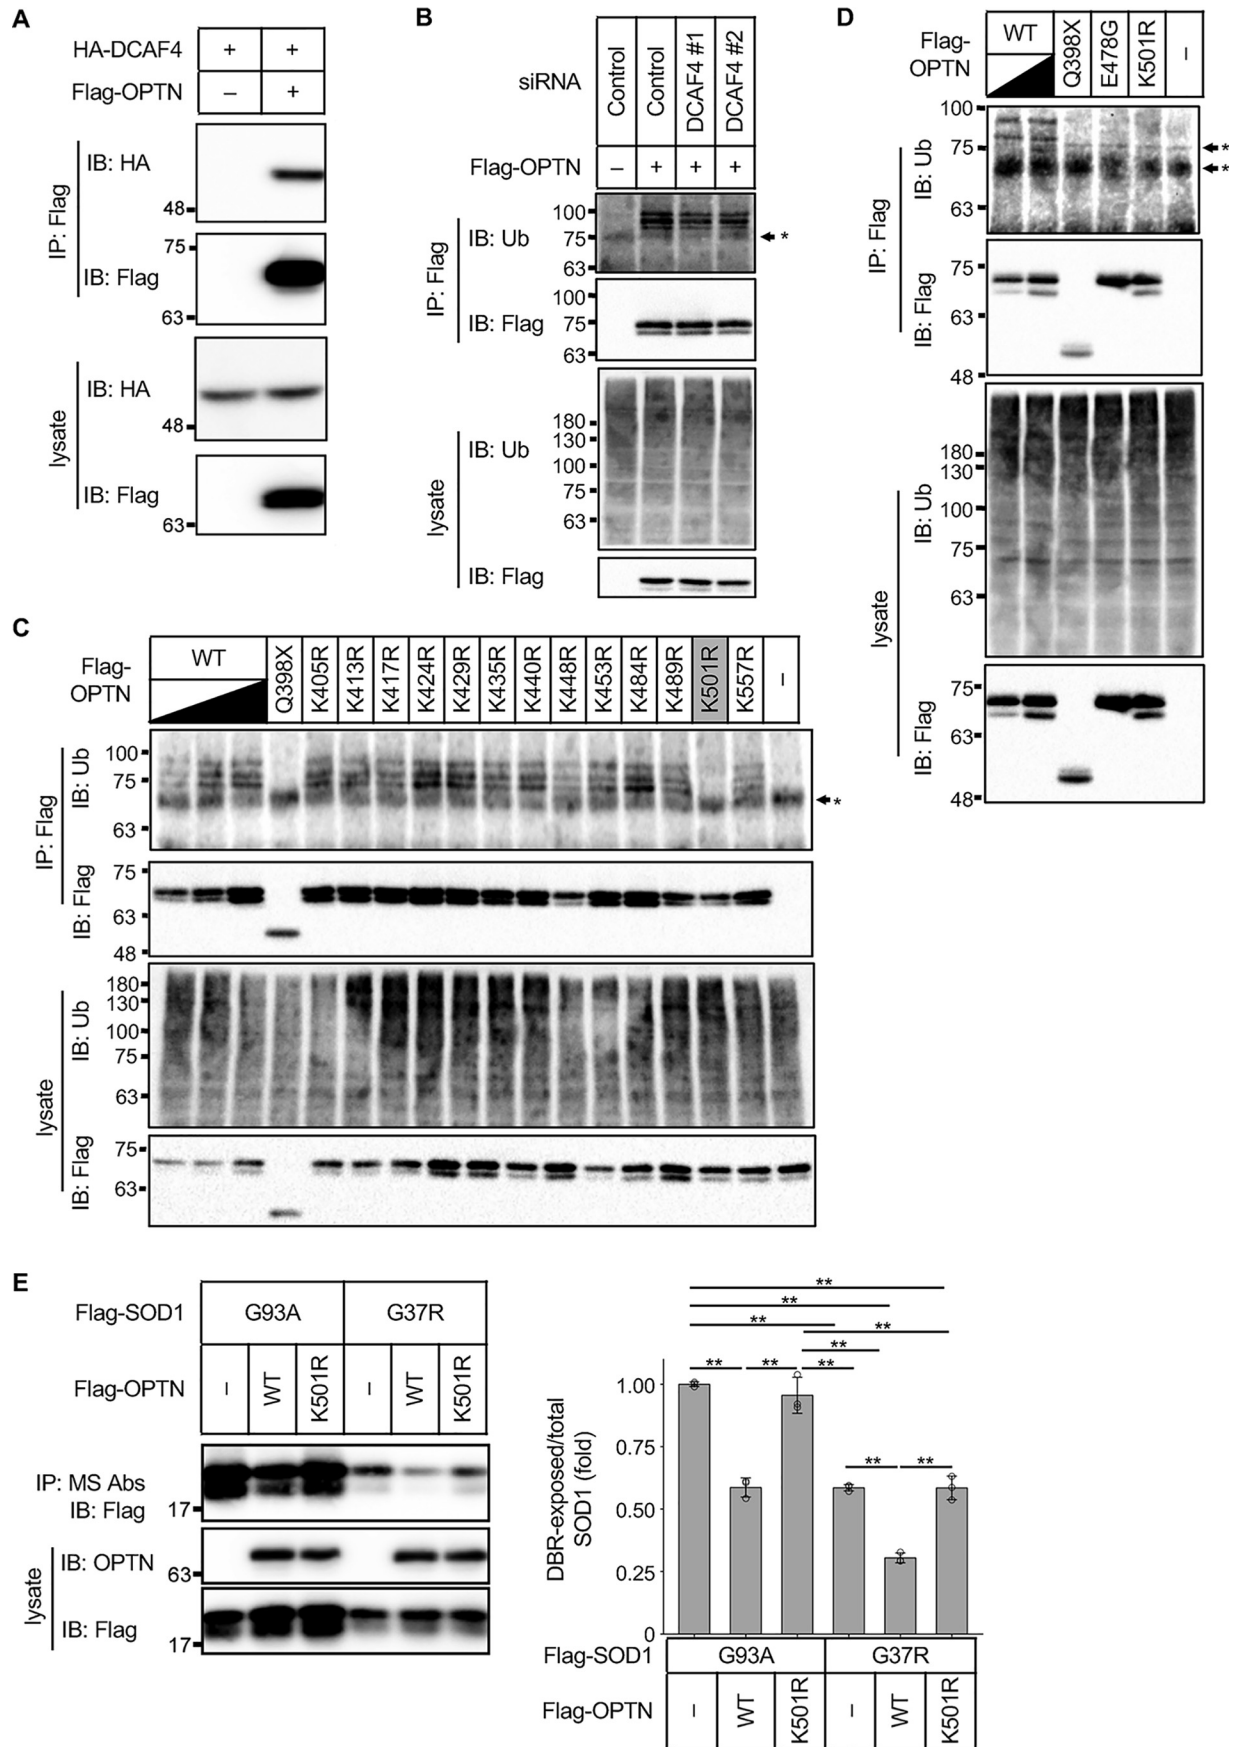 A
HA-DCAF4 + +
Flag-OPTN – +
IP: Flag
IB: HA
48
75
IB: Flag
63
lysate
IB: HA
48
IB: Flag
63
B
siRNA Control Control DCAF4 #1 DCAF4 #2
Flag-OPTN – + + +
IP: Flag
100
IB: Ub 75 *
63
100
IB: Flag 75
63
lysate
180
IB: Ub 130
100
75
63
IB: Flag
D
Flag-OPTN WT Q398X E478G K501R –
IP: Flag
IB: Ub
100
75 *
*
63
IB: Flag
75
63
48
lysate
IB: Ub
180
130
100
75
63
IB: Flag
75
63
48
C
Flag-OPTN WT Q398X K405R K413R K417R K424R K429R K435R K440R K448R K453R K484R K489R K501R K557R –
IP: Flag
IB: Ub
100
75
*
63
IB: Flag
75
63
48
lysate
IB: Ub
180
130
100
75
63
IB: Flag
75
63
E
Flag-SOD1 G93A G37R
Flag-OPTN – WT K501R – WT K501R
IP: MS Abs
IB: Flag
17
lysate
IB: OPTN
63
IB: Flag
17
**
**
** **
**
** ** **
** **
DBR-exposed/total
SOD1 (fold)
1.00
0.75
0.50
0.25
0
Flag-SOD1 G93A G37R
Flag-OPTN – WT K501R – WT K501R